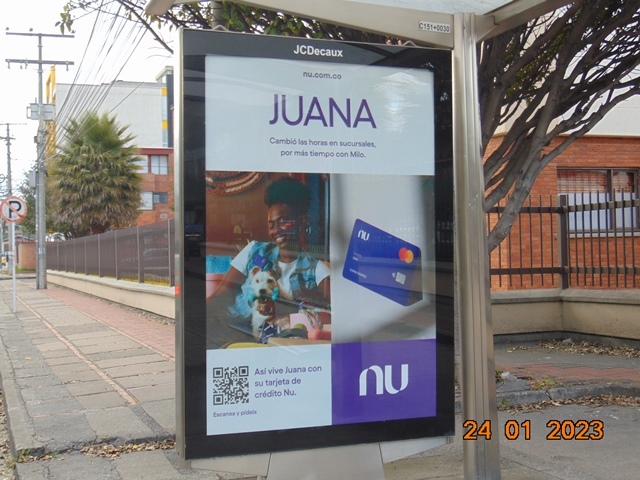 C151+0030
JCDecaux
nu.com.co
JUANA
Cambió las horas en sucursales,
por más tiempo con Milo.
nu
Así vive Juana con
su tarjeta de
crédito Nu.
Escanea y pídela
nu
P
24 01 2023